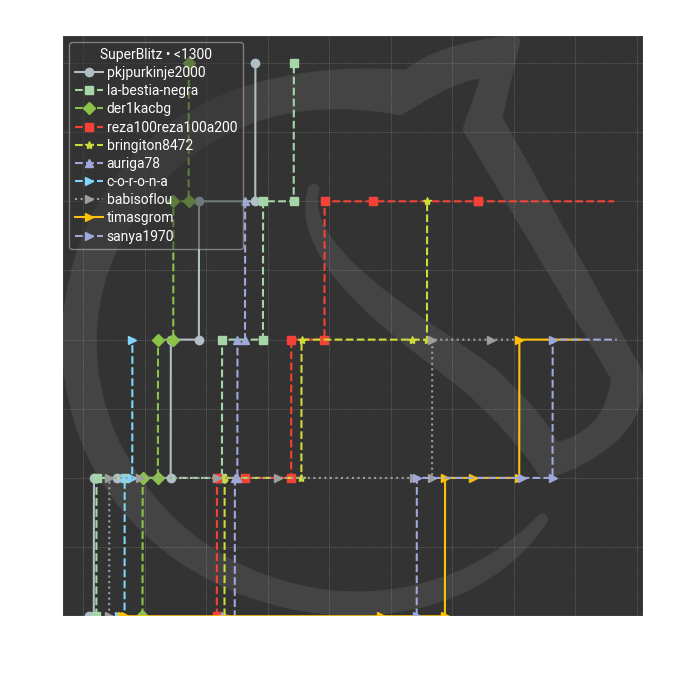 SuperBlitz • <1300
pkjpurkinje2000
la-bestia-negra
der1kacbg
reza100reza100a200
bringiton8472
auriga78
c-o-r-o-n-a
babisoflou
timasgrom
sanya1970